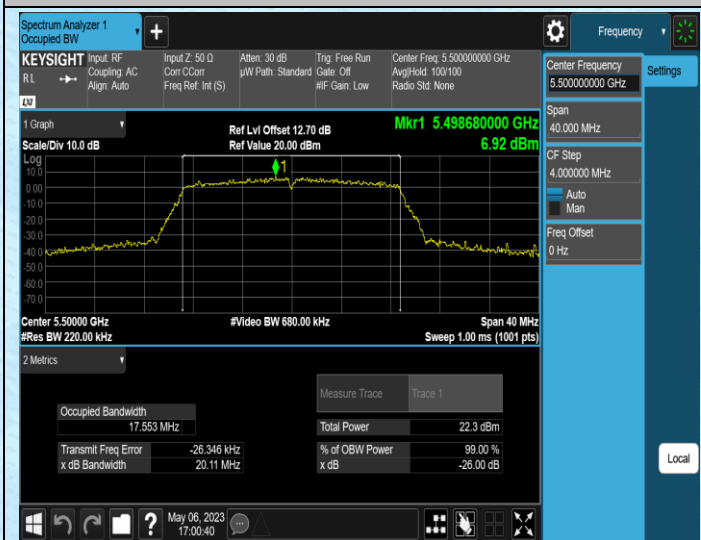 Spectrum Analyzer 1
Occupied BW
Frequency
KEYSIGHT
RL
LXI
Input: RF
Coupling: AC
Align: Auto
Input Z: 50 Ω
Corr CCorr
Freq Ref: Int (S)
Atten: 30 dB
µW Path: Standard
Trig: Free Run
Gate: Off
#IF Gain: Low
Center Freq: 5.500000000 GHz
Avg|Hold: 100/100
Radio Std: None
Center Frequency
5.500000000 GHz
Settings
Span
40.000 MHz
CF Step
4.000000 MHz
Auto
Man
Freq Offset
0 Hz
Local
1 Graph
Scale/Div 10.0 dB
Ref Lvl Offset 12.70 dB
Ref Value 20.00 dBm
Mkr1 5.498680000 GHz
6.92 dBm
Log
10.0
0.00
-10.0
-20.0
-30.0
-40.0
-50.0
-60.0
-70.0
1
Center 5.50000 GHz
#Res BW 220.00 kHz
#Video BW 680.00 kHz
Span 40 MHz
Sweep 1.00 ms (1001 pts)
2 Metrics
Measure Trace
Trace 1
Occupied Bandwidth
17.553 MHz
Total Power
22.3 dBm
Transmit Freq Error
-26.346 kHz
% of OBW Power
99.00 %
x dB Bandwidth
20.11 MHz
x dB
-26.00 dB
?
May 06, 2023
17:00:40